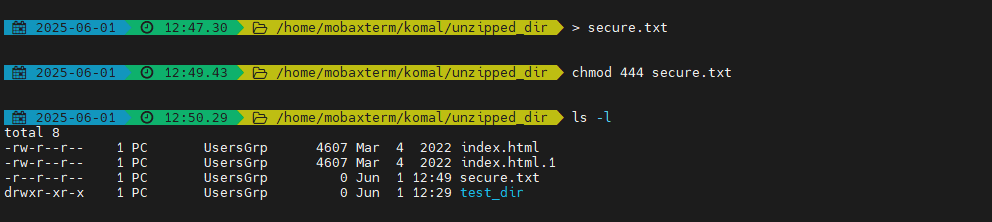 2025-06-01 12:47.30 /home/mobaxterm/komal/unzipped_dir > secure.txt
2025-06-01 12:49.43 /home/mobaxterm/komal/unzipped_dir chmod 444 secure.txt
2025-06-01 12:50.29 /home/mobaxterm/komal/unzipped_dir ls -l
total 8
-rw-r--r-- 1 PC UsersGrp 4607 Mar 4 2022 index.html
-rw-r--r-- 1 PC UsersGrp 4607 Mar 4 2022 index.html.1
-r--r--r-- 1 PC UsersGrp 0 Jun 1 12:49 secure.txt
drwxr-xr-x 1 PC UsersGrp 0 Jun 1 12:29 test_dir